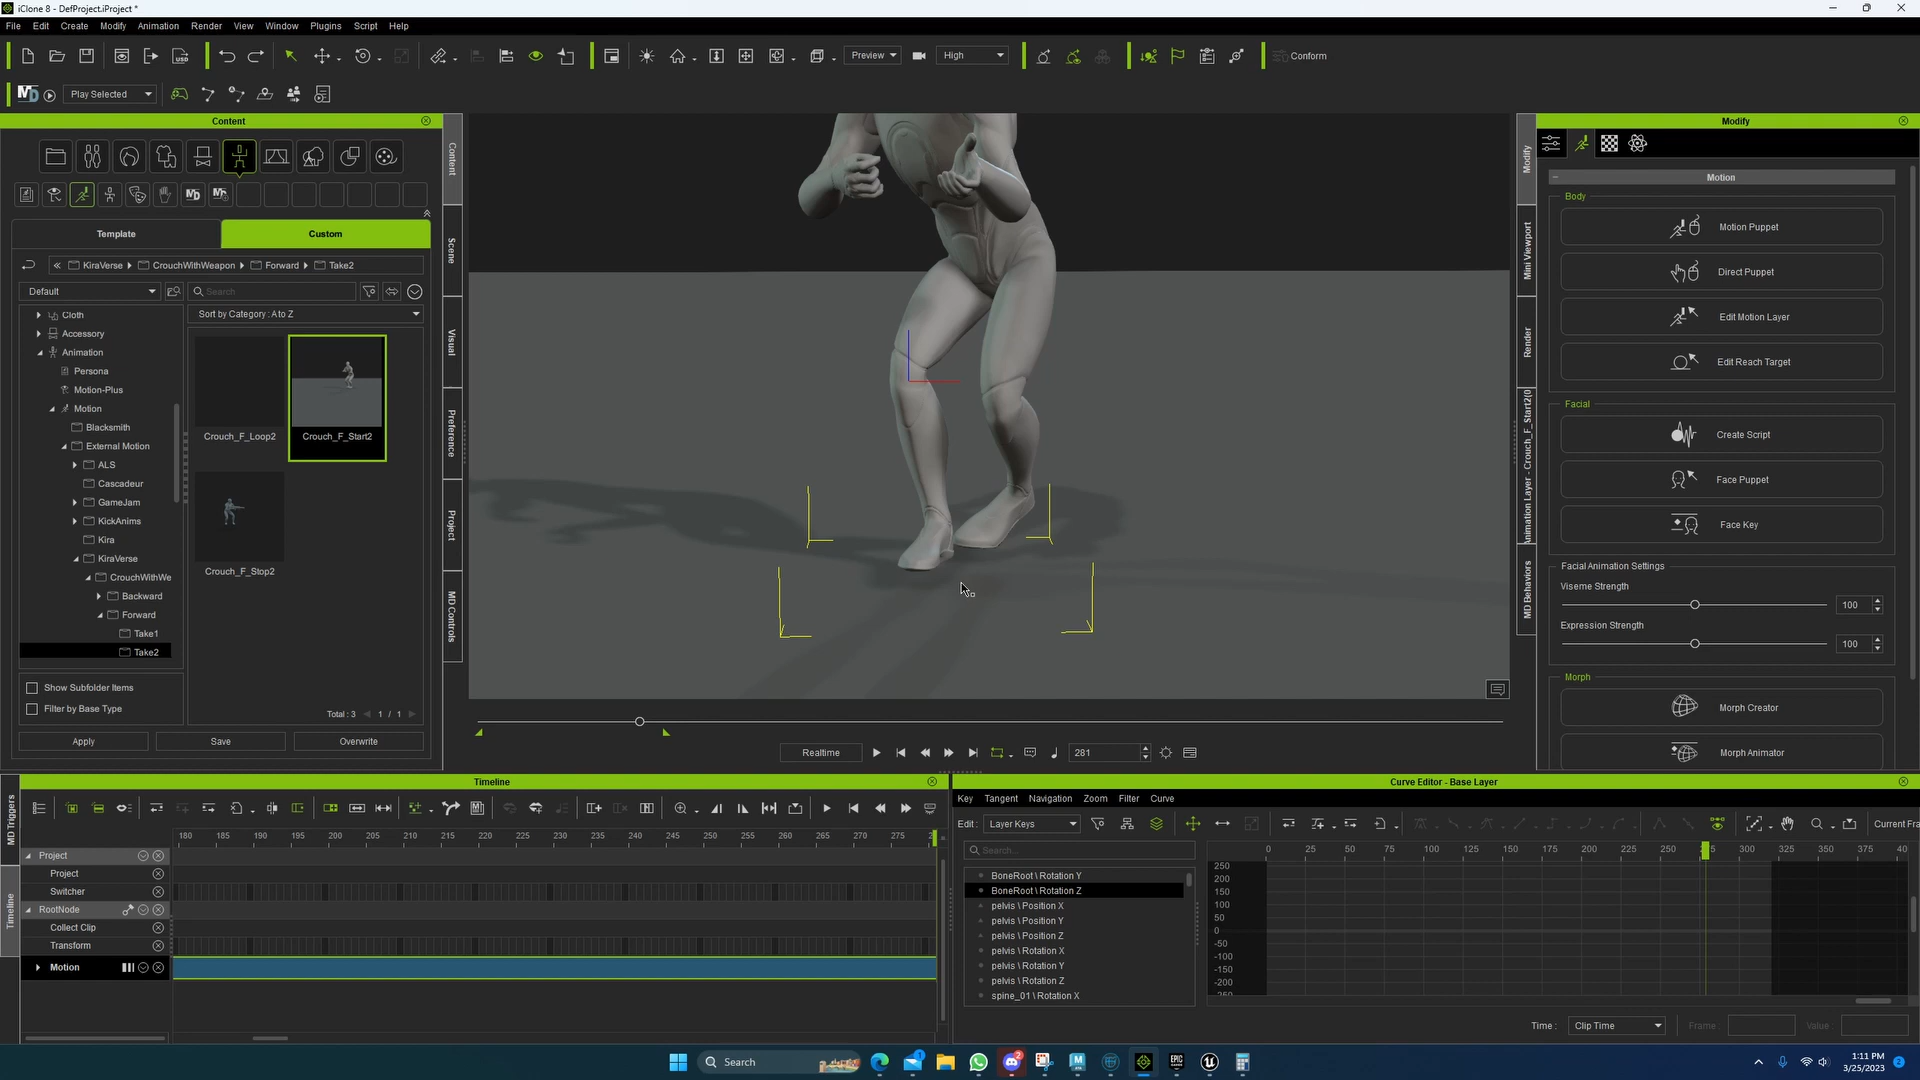 iClone 8 - DefProject.iProject *
File Edit Create Modify Animation Render View Window Plugins Script Help
Preview High Conform
Play Selected
Content
Template Custom
« KiraVerse CrouchWithWeapon Forward Take2
Default Search
Cloth
Accessory
Animation
Persona
Motion-Plus
Motion
Blacksmith
External Motion
ALS
Cascadeur
GameJam
KickAnims
Kira
KiraVerse
CrouchWithWe
Backward
Forward
Take1
Take2
Sort by Category : A to Z
Crouch_F_Loop2 Crouch_F_Start2
Crouch_F_Stop2
Show Subfolder Items
Filter by Base Type
Total : 3 1 / 1
Apply Save Overwrite
Content
Scene
Visual
Preference
Project
MD Controls
Realtime 281
Modify
Mini Viewport
Render
Animation Layer - Crouch_F_Start2(0
MD Behaviors
Modify
Motion
Body
Motion Puppet
Direct Puppet
Edit Motion Layer
Edit Reach Target
Facial
Create Script
Face Puppet
Face Key
Facial Animation Settings
Viseme Strength
100
Expression Strength
100
Morph
Morph Creator
Morph Animator
Timeline
MD Triggers
Timeline
180 185 190 195 200 205 210 215 220 225 230 235 240 245 250 255 260 265 270 275
Project
Project
Switcher
RootNode
Collect Clip
Transform
Motion
Curve Editor - Base Layer
Key Tangent Navigation Zoom Filter Curve
Edit : Layer Keys Current Fra
Search...
BoneRoot \ Rotation Y
BoneRoot \ Rotation Z
pelvis \ Position X
pelvis \ Position Y
pelvis \ Position Z
pelvis \ Rotation X
pelvis \ Rotation Y
pelvis \ Rotation Z
spine_01 \ Rotation X
0 25 50 75 100 125 150 175 200 225 250 300 325 350 375 40
250
200
150
100
50
0
-50
-100
-150
-200
-250
Time : Clip Time Frame : Value :
Search
1:11 PM
3/25/2023